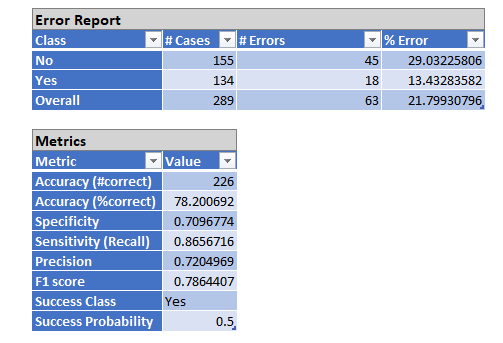 Error Report
Class # Cases # Errors % Error
No 155 45 29.03225806
Yes 134 18 13.43283582
Overall 289 63 21.79930796
Metrics
Metric Value
Accuracy (#correct) 226
Accuracy (%correct) 78.200692
Specificity 0.7096774
Sensitivity (Recall) 0.8656716
Precision 0.7204969
F1 score 0.7864407
Success Class Yes
Success Probability 0.5